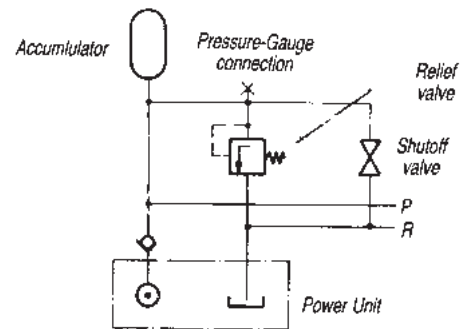 Accumlulator
Pressure-Gauge
connection
Relief
valve
Shutoff
valve
P
R
Power Unit